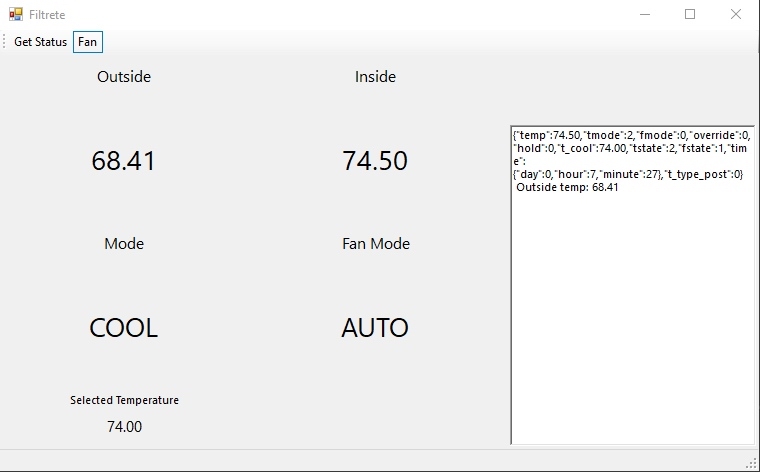 Filtrete
Get Status Fan
Outside Inside
68.41 74.50
Mode Fan Mode
COOL AUTO
Selected Temperature
74.00
{"temp":74.50,"tmode":2,"fmode":0,"override":0,
"hold":0,"t_cool":74.00,"tstate":2,"fstate":1,"tim
e":
{"day":0,"hour":7,"minute":27},"t_type_post":0}
Outside temp: 68.41